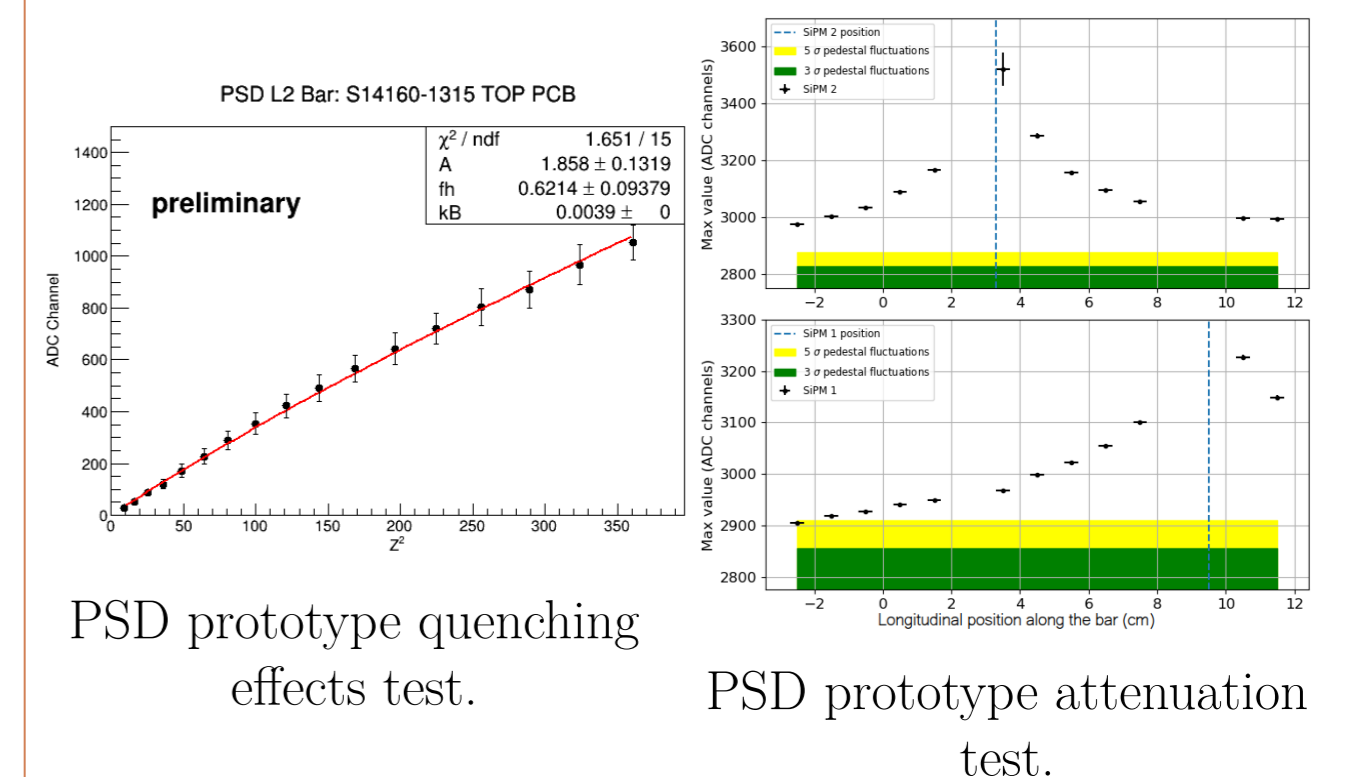 PSD L2 Bar: S14160-1315 TOP PCB
χ² / ndf 1.651 / 15
A 1.858 ± 0.1319
fh 0.6214 ± 0.09379
kB 0.0039 ± 0
preliminary
ADC Channel
1400
1200
1000
800
600
400
200
0
0 50 100 150 200 250 300 350
Z²
PSD prototype quenching
effects test.
SiPM 2 position
5 σ pedestal fluctuations
3 σ pedestal fluctuations
SiPM 2
Max value (ADC channels)
3600
3400
3200
3000
2800
−2 0 2 4 6 8 10 12
SiPM 1 position
5 σ pedestal fluctuations
3 σ pedestal fluctuations
SiPM 1
Max value (ADC channels)
3300
3200
3100
3000
2900
2800
−2 0 2 4 6 8 10 12
Longitudinal position along the bar (cm)
PSD prototype attenuation
test.